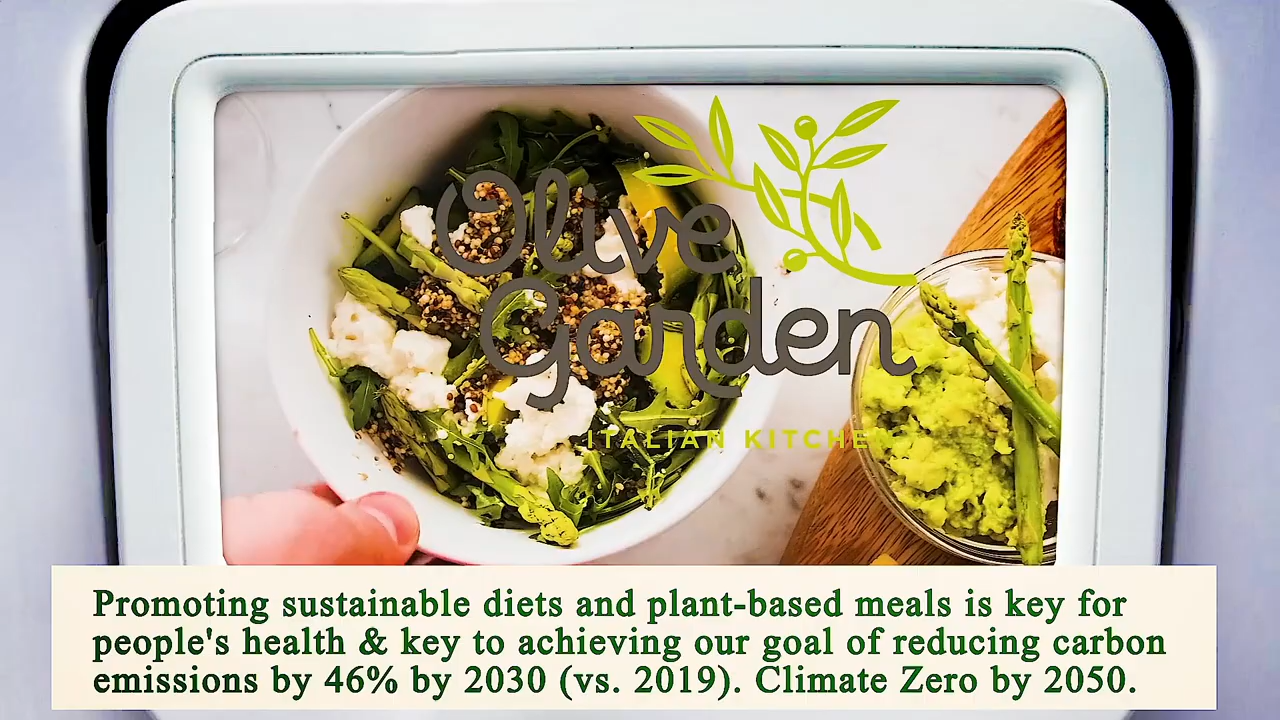 Olive
Garden
ITALIAN KITCHEN
Promoting sustainable diets and plant-based meals is key for
people's health & key to achieving our goal of reducing carbon
emissions by 46% by 2030 (vs. 2019). Climate Zero by 2050.